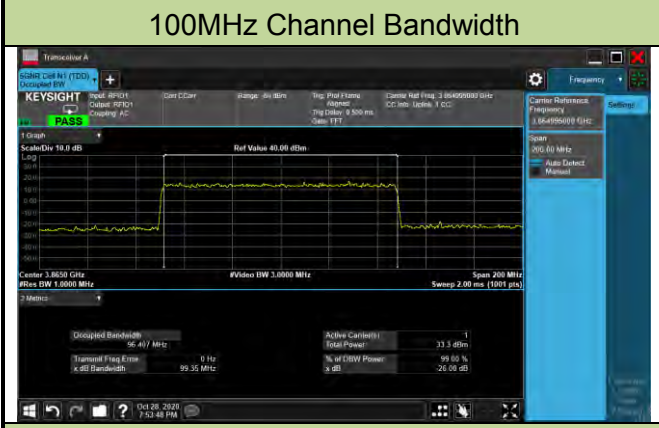 100MHz Channel Bandwidth
Transceiver A
5GNR Cell N1 (TDD)
Occupied BW
Frequency
KEYSIGHT
PASS
Input: RFIO1
Output: RFIO1
Coupling: AC
Corr CCorr
Trig Delay: 0.500 ms
Gate: FFT
Carrier Ref Freq: 3.864995000 GHz
CC Info: Uplink, 1 CC
Carrier Reference
Frequency
3.864995000 GHz
Settings
Span
200.00 MHz
Auto Detect
Manual
1 Graph
Scale/Div 10.0 dB
Ref Value 40.00 dBm
Log
Center 3.8650 GHz
#Video BW 3.0000 MHz
Span 200 MHz
#Res BW 1.0000 MHz
Sweep 2.00 ms (1001 pts)
2 Metrics
Occupied Bandwidth
96.407 MHz
Active Carrier(s)
1
Total Power
33.3 dBm
Transmit Freq Error
0 Hz
% of OBW Power
99.00 %
x dB Bandwidth
99.35 MHz
x dB
-26.00 dB
Oct 28, 2020
7:53:48 PM